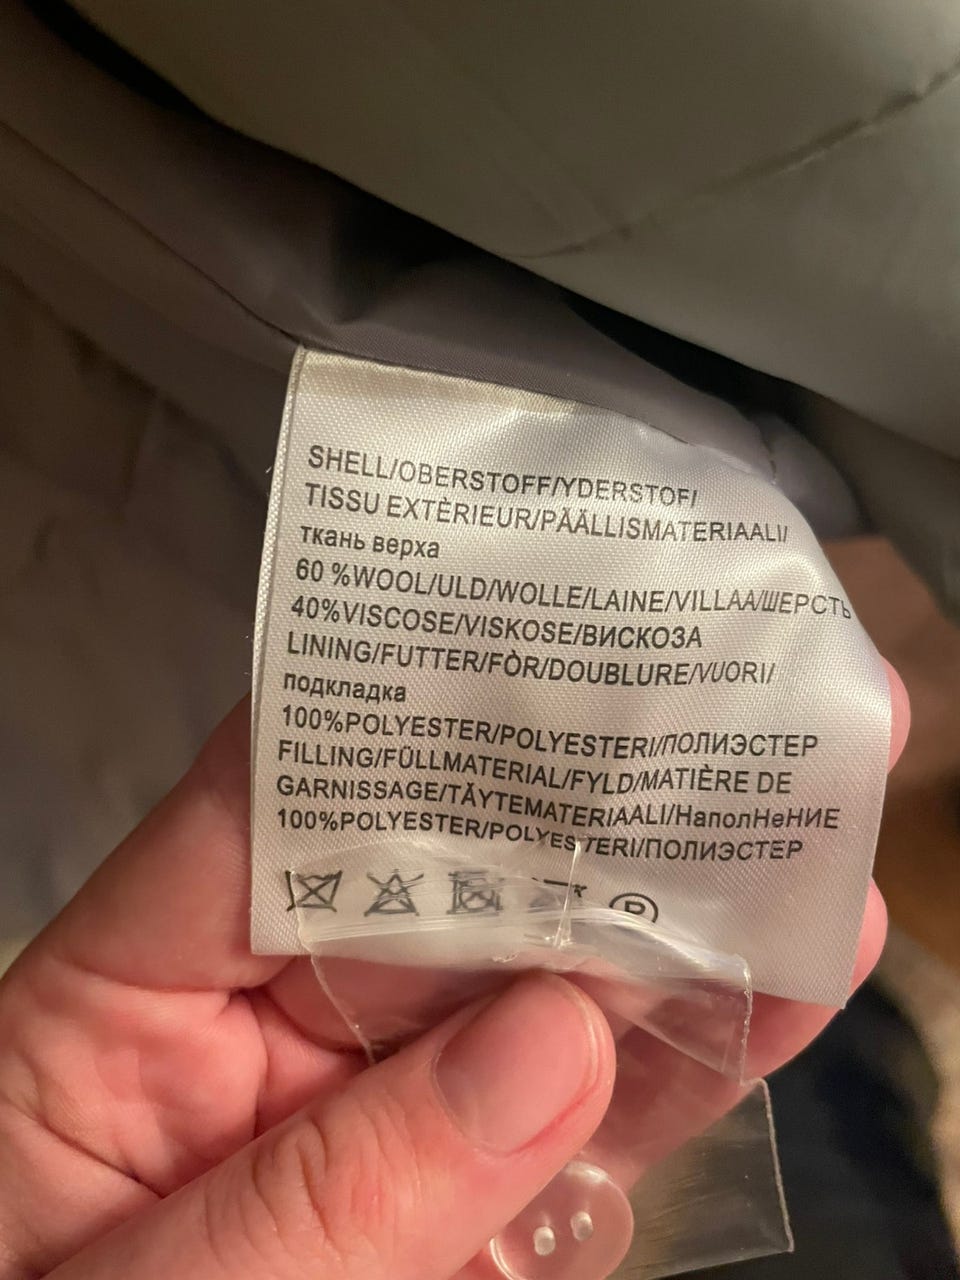 SHELL/OBERSTOFF/YDERSTOF/
TISSU EXTÈRIEUR/PÄÄLLISMATERIAALI/
ткань верха
60 %WOOL/ULD/WOLLE/LAINE/VILLAA/ШЕРСТЬ
40%VISCOSE/VISKOSE/ВИСКОЗА
LINING/FUTTER/FÒR/DOUBLURE/VUORI/
подкладка
100%POLYESTER/POLYESTERI/ПОЛИЭСТЕР
FILLING/FÜLLMATERIAL/FYLD/MATIÈRE DE
GARNISSAGE/TÄYTEMATERIAALI/НаполНеНИЕ
100%POLYESTER/POLYESTERI/ПОЛИЭСТЕР
P